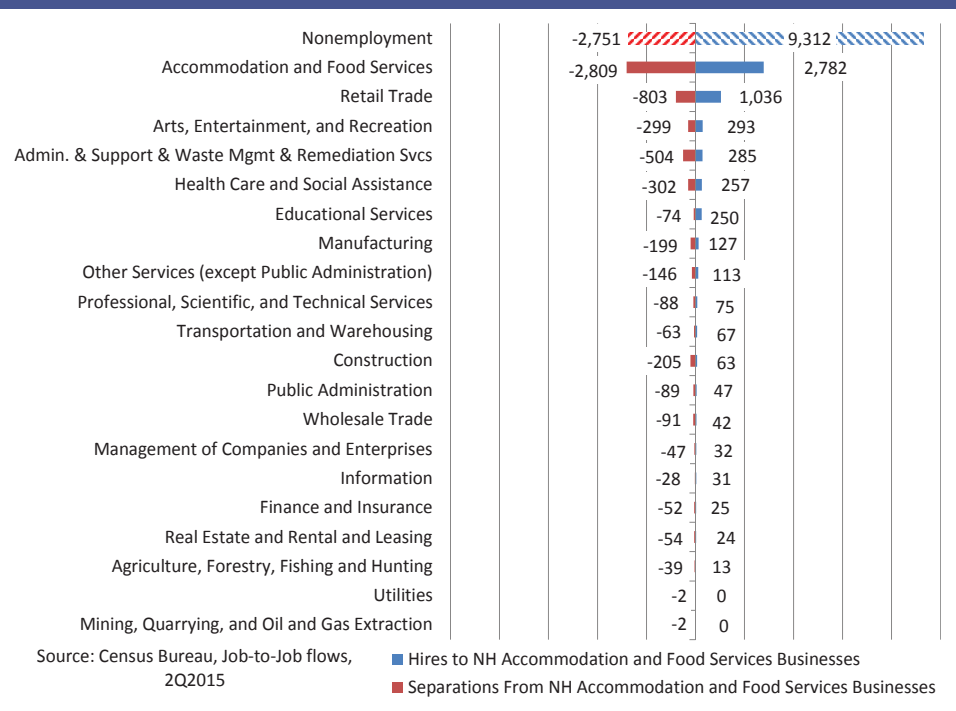 Nonemployment -2,751 9,312
Accommodation and Food Services -2,809 2,782
Retail Trade -803 1,036
Arts, Entertainment, and Recreation -299 293
Admin. & Support & Waste Mgmt & Remediation Svcs -504 285
Health Care and Social Assistance -302 257
Educational Services -74 250
Manufacturing -199 127
Other Services (except Public Administration) -146 113
Professional, Scientific, and Technical Services -88 75
Transportation and Warehousing -63 67
Construction -205 63
Public Administration -89 47
Wholesale Trade -91 42
Management of Companies and Enterprises -47 32
Information -28 31
Finance and Insurance -52 25
Real Estate and Rental and Leasing -54 24
Agriculture, Forestry, Fishing and Hunting -39 13
Utilities -2 0
Mining, Quarrying, and Oil and Gas Extraction -2 0
Source: Census Bureau, Job-to-Job flows,
2Q2015
Hires to NH Accommodation and Food Services Businesses
Separations From NH Accommodation and Food Services Businesses